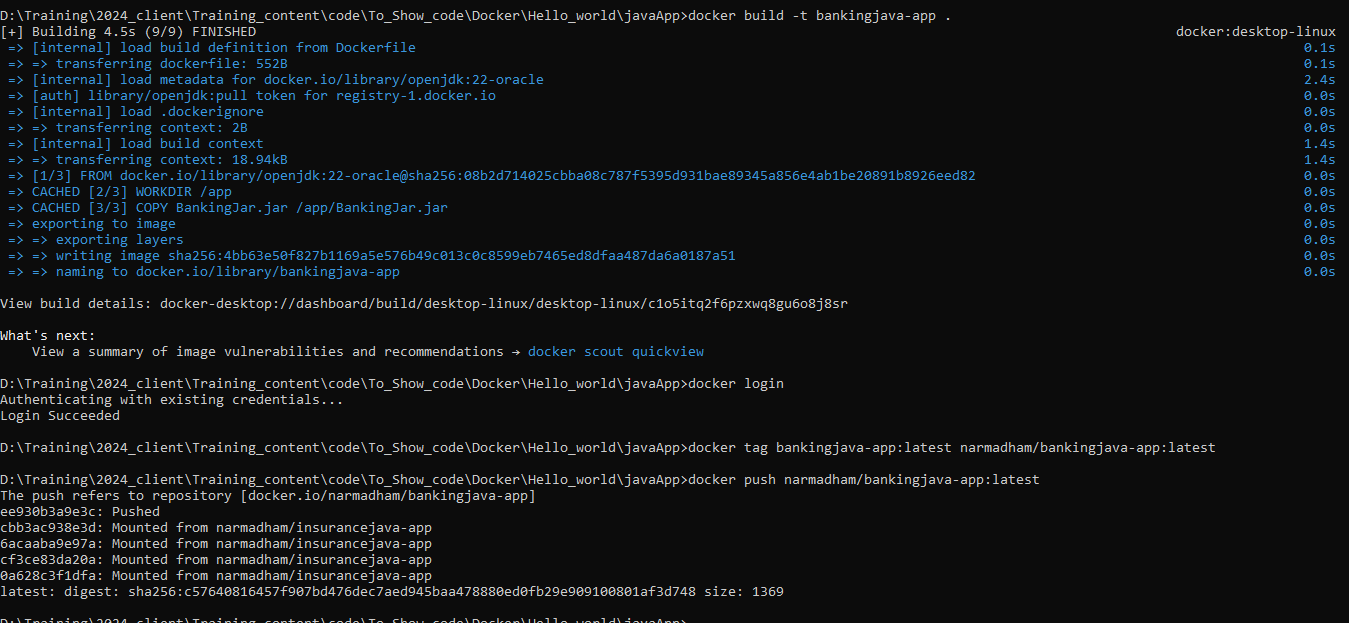 D:\Training\2024_client\Training_content\code\To_Show_code\Docker\Hello_world\javaApp>docker build -t bankingjava-app .
[+] Building 4.5s (9/9) FINISHED docker:desktop-linux
=> [internal] load build definition from Dockerfile 0.1s
=> => transferring dockerfile: 552B 0.1s
=> [internal] load metadata for docker.io/library/openjdk:22-oracle 2.4s
=> [auth] library/openjdk:pull token for registry-1.docker.io 0.0s
=> [internal] load .dockerignore 0.0s
=> => transferring context: 2B 0.0s
=> [internal] load build context 1.4s
=> => transferring context: 18.94kB 1.4s
=> [1/3] FROM docker.io/library/openjdk:22-oracle@sha256:08b2d714025cbba08c787f5395d931bae89345a856e4ab1be20891b8926eed82 0.0s
=> CACHED [2/3] WORKDIR /app 0.0s
=> CACHED [3/3] COPY BankingJar.jar /app/BankingJar.jar 0.0s
=> exporting to image 0.0s
=> => exporting layers 0.0s
=> => writing image sha256:4bb63e50f827b1169a5e576b49c013c0c8599eb7465ed8dfaa487da6a0187a51 0.0s
=> => naming to docker.io/library/bankingjava-app 0.0s
View build details: docker-desktop://dashboard/build/desktop-linux/desktop-linux/c1o5itq2f6pzxwq8gu6o8j8sr
What's next:
View a summary of image vulnerabilities and recommendations → docker scout quickview
D:\Training\2024_client\Training_content\code\To_Show_code\Docker\Hello_world\javaApp>docker login
Authenticating with existing credentials...
Login Succeeded
D:\Training\2024_client\Training_content\code\To_Show_code\Docker\Hello_world\javaApp>docker tag bankingjava-app:latest narmadham/bankingjava-app:latest
D:\Training\2024_client\Training_content\code\To_Show_code\Docker\Hello_world\javaApp>docker push narmadham/bankingjava-app:latest
The push refers to repository [docker.io/narmadham/bankingjava-app]
ee930b3a9e3c: Pushed
cbb3ac938e3d: Mounted from narmadham/insurancejava-app
6acaaba9e97a: Mounted from narmadham/insurancejava-app
cf3ce83da20a: Mounted from narmadham/insurancejava-app
0a628c3f1dfa: Mounted from narmadham/insurancejava-app
latest: digest: sha256:c57640816457f907bd476dec7aed945baa478880ed0fb29e909100801af3d748 size: 1369
D:\Training\2024_client\Training_content\code\To_Show_code\Docker\Hello_world\javaApp>